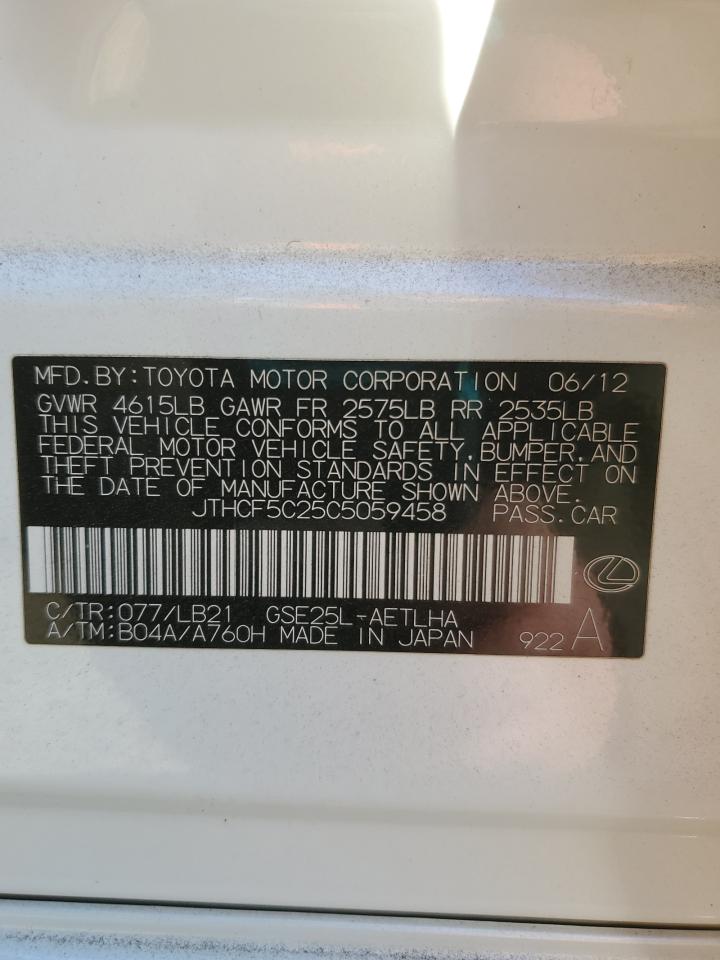 MFD.BY:TOYOTA MOTOR CORPORATION 06/12
GVWR 4615LB GAWR FR 2575LB RR 2535LB
THIS VEHICLE CONFORMS TO ALL APPLICABLE
FEDERAL MOTOR VEHICLE SAFETY,BUMPER,AND
THEFT PREVENTION STANDARDS IN EFFECT ON
THE DATE OF MANUFACTURE SHOWN ABOVE.
JTHCF5C25C5059458 PASS.CAR
C/TR:077/LB21 GSE25L-AETLHA
A/TM:B04A/A760H MADE IN JAPAN 922 A